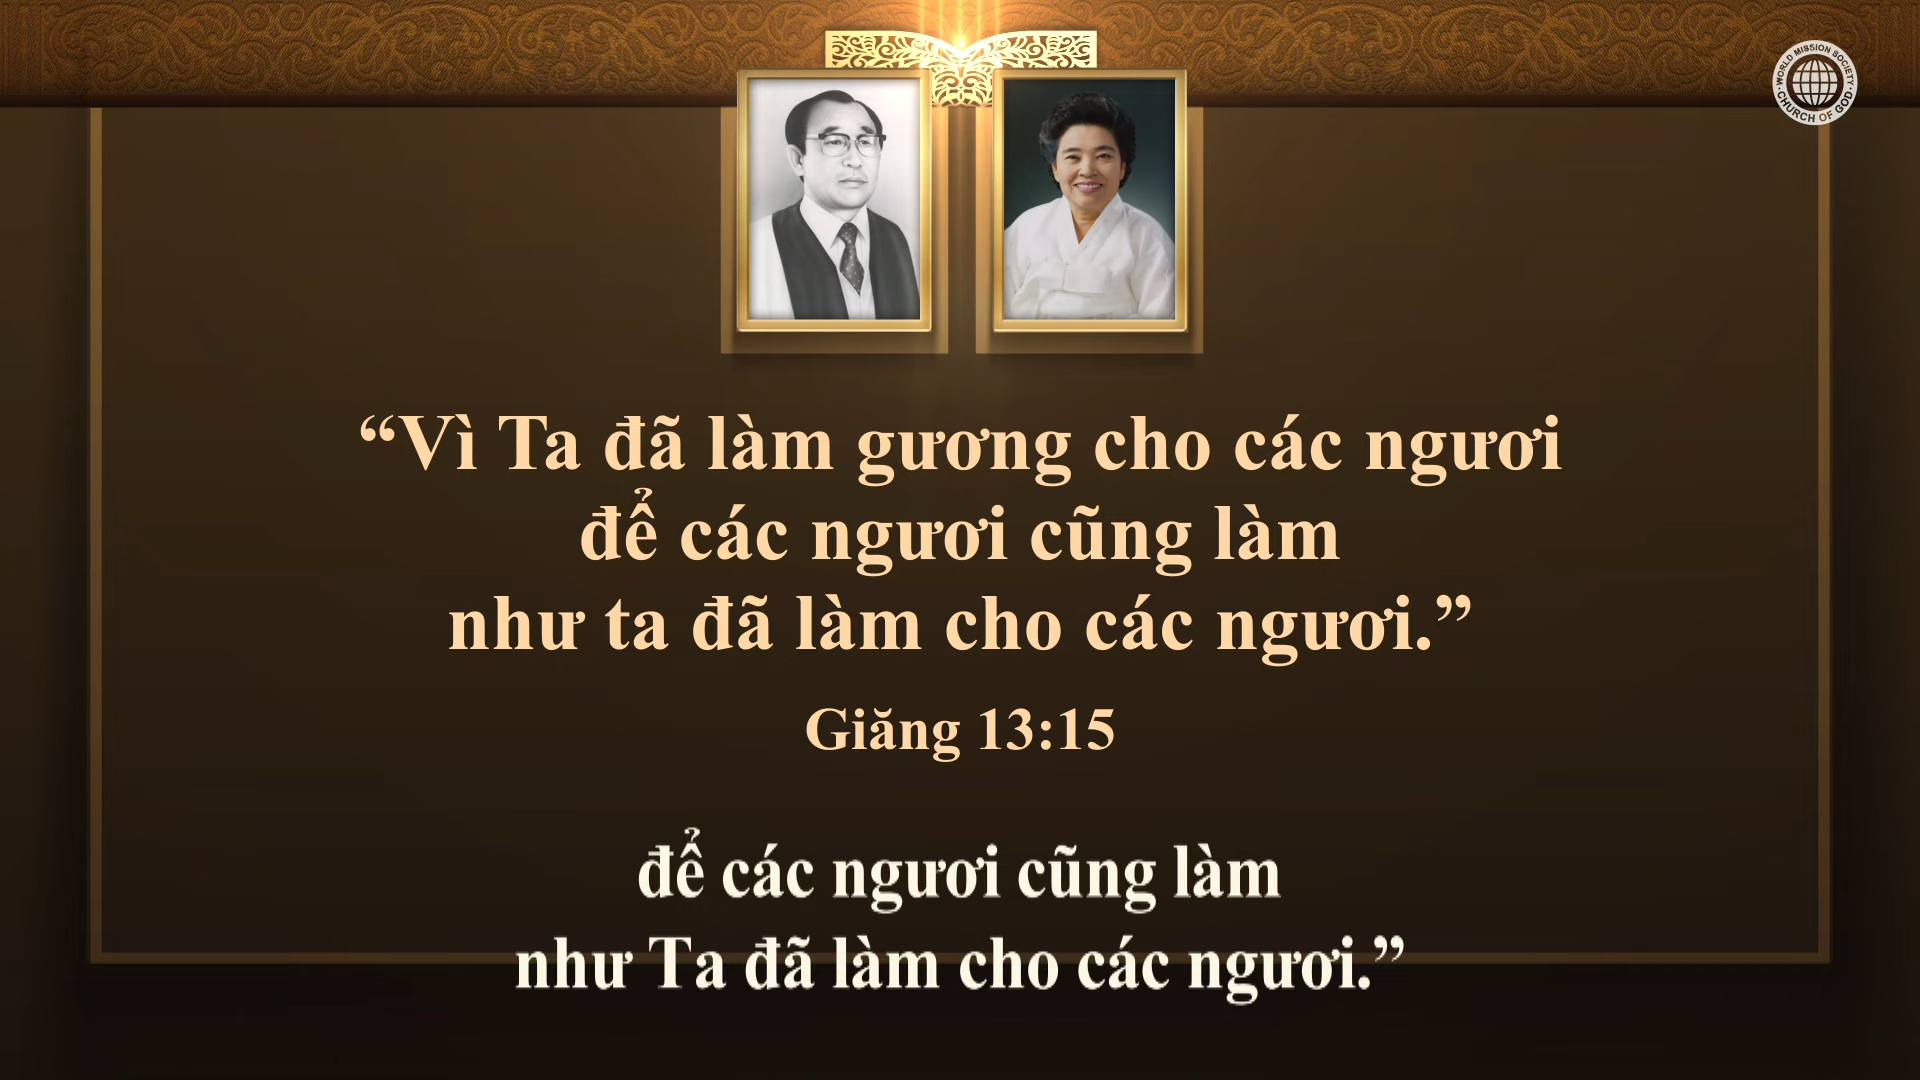 WORLD MISSION SOCIETY
CHURCH OF GOD
“Vì Ta đã làm gương cho các ngươi
để các ngươi cũng làm
như ta đã làm cho các ngươi.”
Giăng 13:15
để các ngươi cũng làm
như Ta đã làm cho các ngươi.”